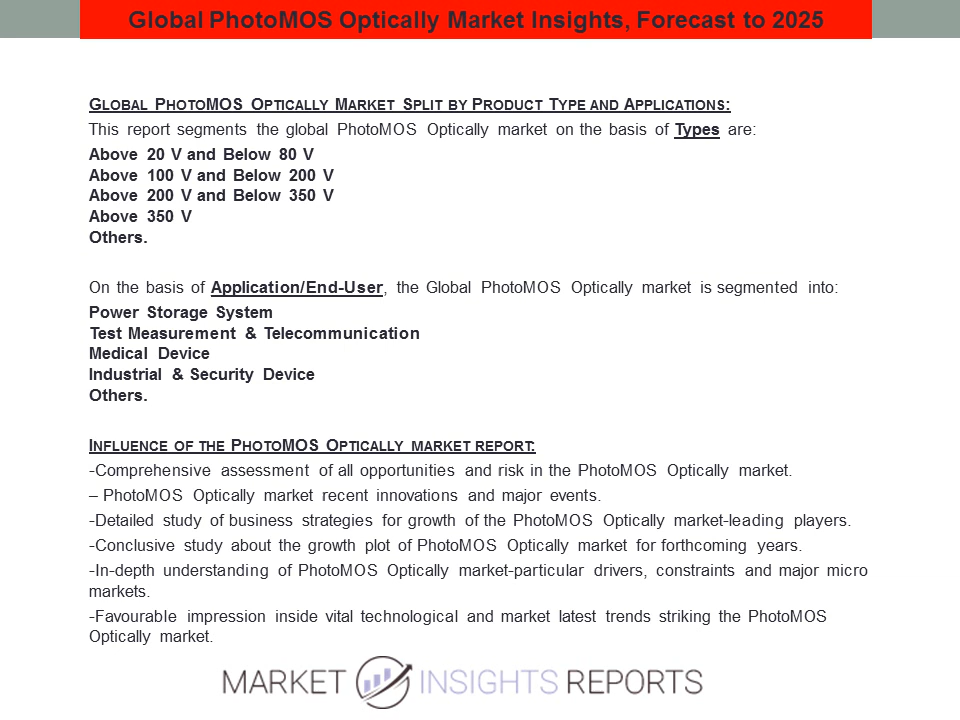 Global PhotoMOS Optically Market Insights, Forecast to 2025
GLOBAL PHOTOMOS OPTICALLY MARKET SPLIT BY PRODUCT TYPE AND APPLICATIONS:
This report segments the global PhotoMOS Optically market on the basis of Types are:
Above 20 V and Below 80 V
Above 100 V and Below 200 V
Above 200 V and Below 350 V
Above 350 V
Others.
On the basis of Application/End-User, the Global PhotoMOS Optically market is segmented into:
Power Storage System
Test Measurement & Telecommunication
Medical Device
Industrial & Security Device
Others.
INFLUENCE OF THE PHOTOMOS OPTICALLY MARKET REPORT:
-Comprehensive assessment of all opportunities and risk in the PhotoMOS Optically market.
– PhotoMOS Optically market recent innovations and major events.
-Detailed study of business strategies for growth of the PhotoMOS Optically market-leading players.
-Conclusive study about the growth plot of PhotoMOS Optically market for forthcoming years.
-In-depth understanding of PhotoMOS Optically market-particular drivers, constraints and major micro
markets.
-Favourable impression inside vital technological and market latest trends striking the PhotoMOS
Optically market.
MARKET INSIGHTS REPORTS